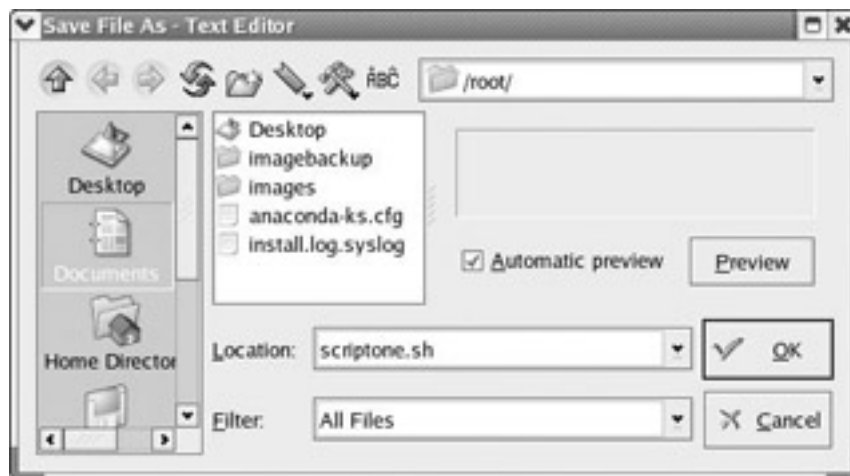 Save File As - Text Editor
ÀBĈ
/root/
Desktop
Documents
Home Director
Desktop
imagebackup
images
anaconda-ks.cfg
install.log.syslog
Automatic preview
Preview
Location:
scriptone.sh
OK
Filter:
All Files
Cancel